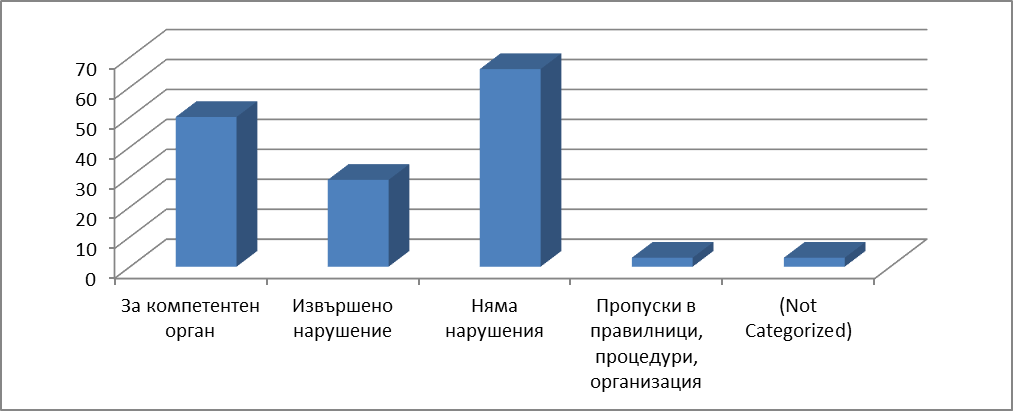 70
60
50
40
30
20
10
0
За компетентен
орган
Извършено
нарушение
Няма
нарушения
Пропуски в
правилници,
процедури,
организация
(Not
Categorized)